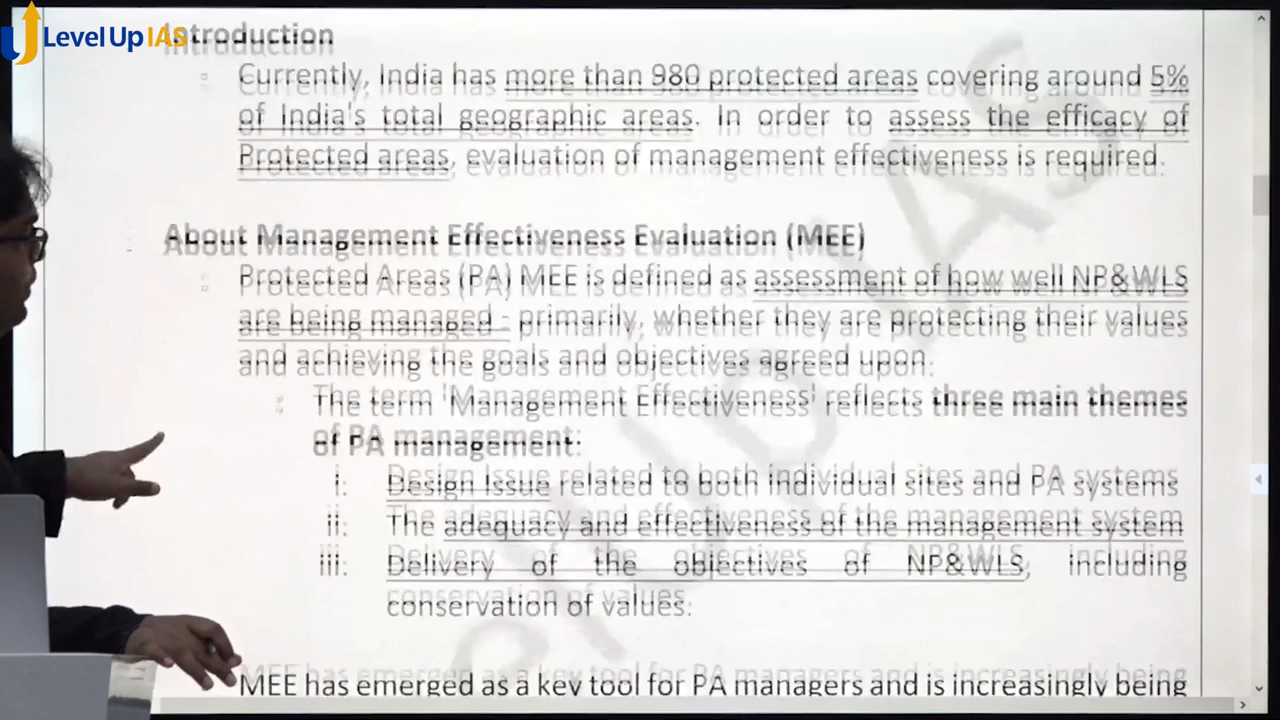 Level Up IAS
Introduction
Currently, India has more than 980 protected areas covering around 5%
of India's total geographic areas. In order to assess the efficacy of
Protected areas, evaluation of management effectiveness is required.
About Management Effectiveness Evaluation (MEE)
Protected Areas (PA) MEE is defined as assessment of how well NP&WLS
are being managed - primarily, whether they are protecting their values
and achieving the goals and objectives agreed upon.
The term 'Management Effectiveness' reflects three main themes
of PA management:
i. Design Issue related to both individual sites and PA systems
ii. The adequacy and effectiveness of the management system
iii. Delivery of the objectives of NP&WLS, including
conservation of values.
MEE has emerged as a key tool for PA managers and is increasingly being